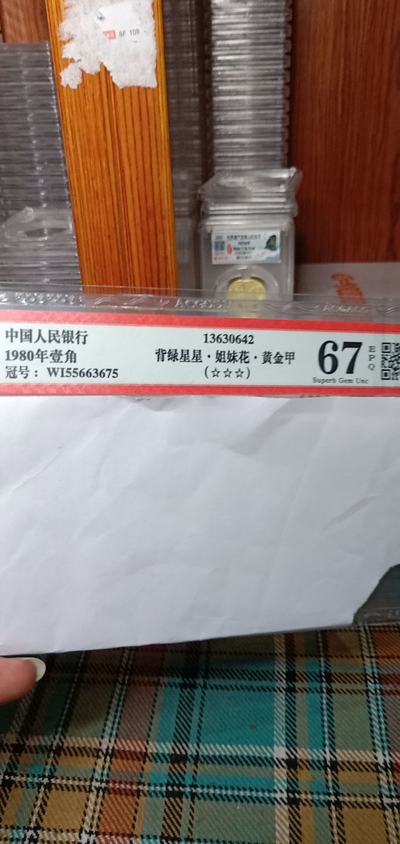 中国人民银行
1980年壹角
冠号： WI55663675
13630642
背绿星星·姐妹花·黄金甲
(☆☆☆)
67
EPQ
Superb Gem Unc